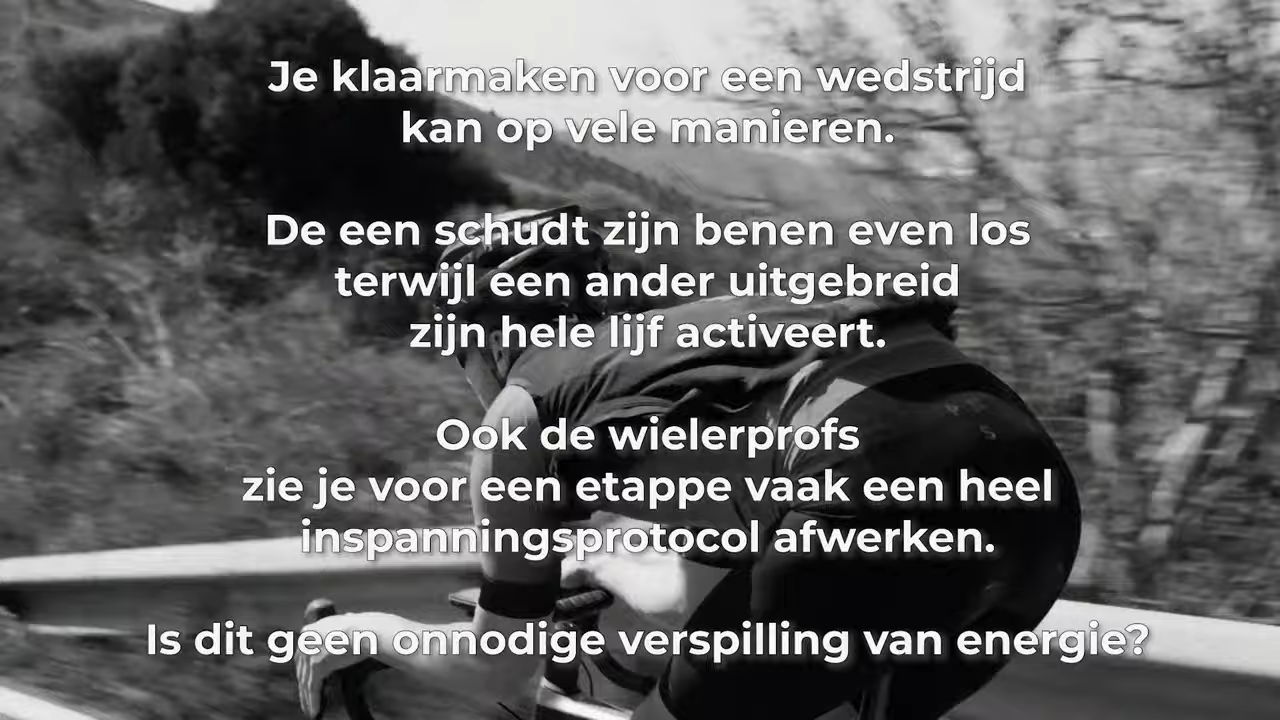 Je klaarmaken voor een wedstrijd
kan op vele manieren.
De een schudt zijn benen even los
terwijl een ander uitgebreid
zijn hele lijf activeert.
Ook de wielerprofs
zie je voor een etappe vaak een heel
inspanningsprotocol afwerken.
Is dit geen onnodige verspilling van energie?